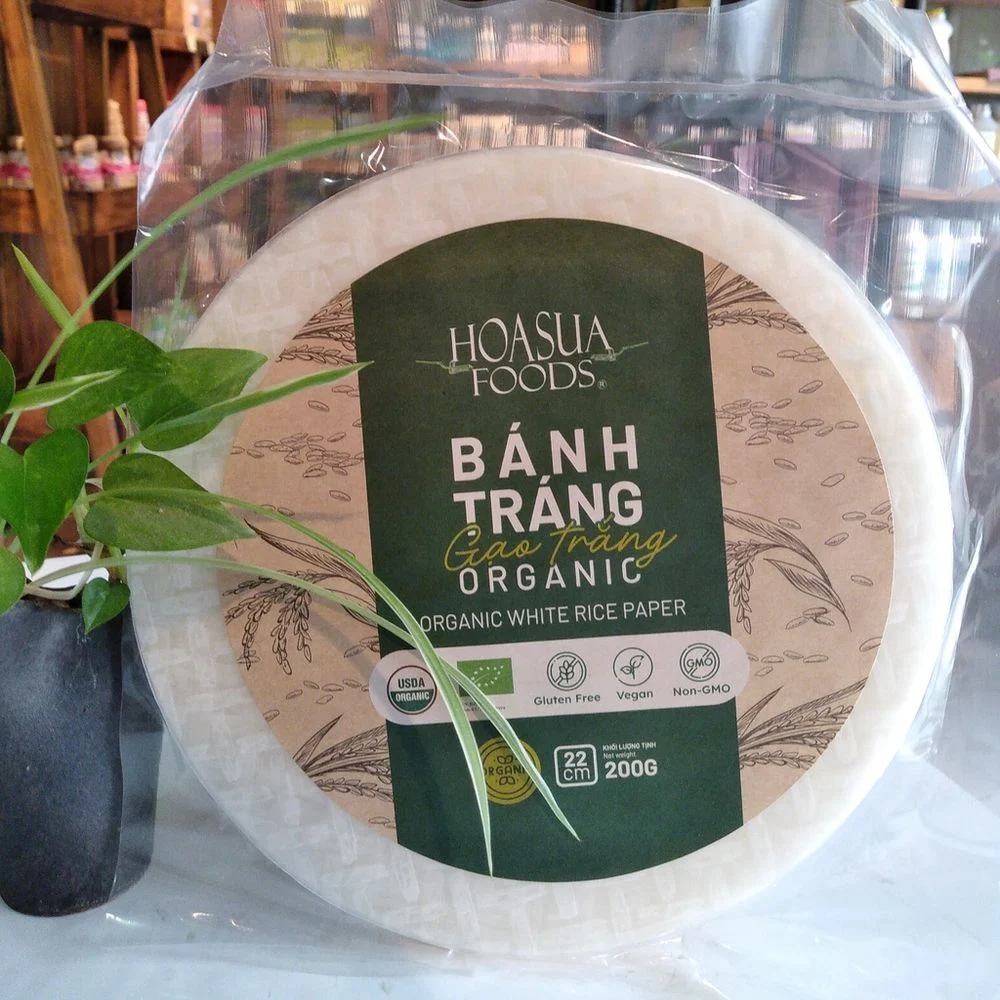 HOASUA
FOODS®
BÁNH
TRÁNG
Gạo trắng
ORGANIC
ORGANIC WHITE RICE PAPER
USDA
ORGANIC
Gluten Free
Vegan
GMO
Non-GMO
ORGANIC
22
cm
KHỐI LƯỢNG TỊNH
Net weight
200G